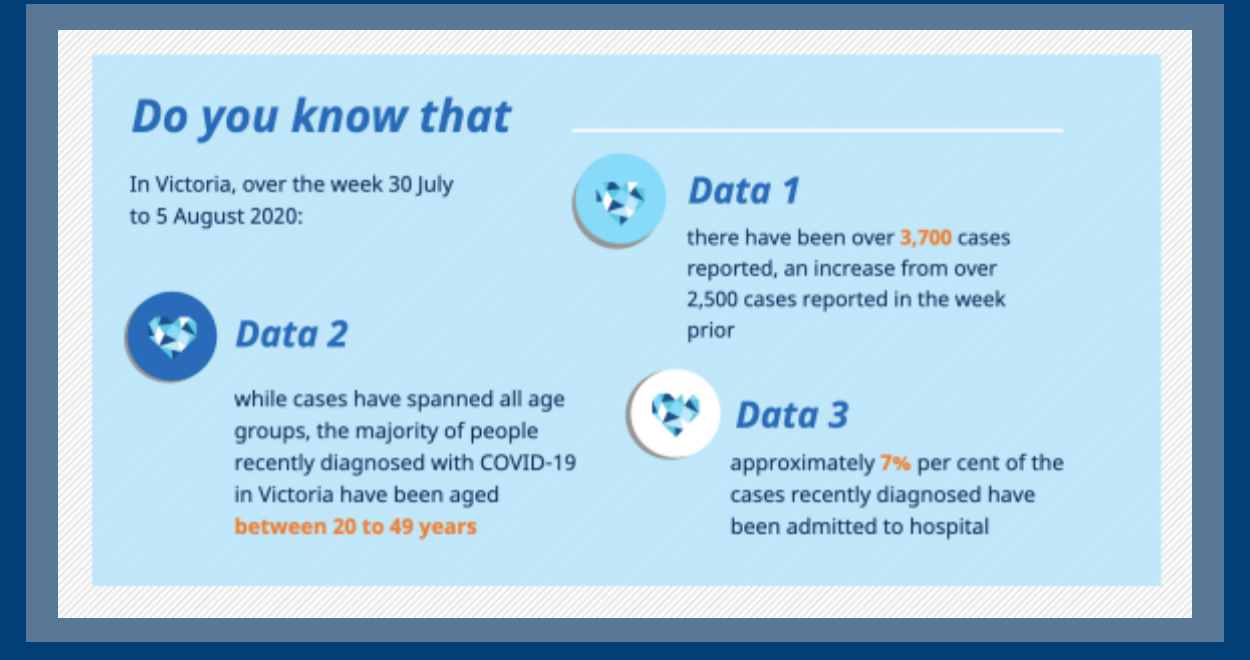 Do you know that
In Victoria, over the week 30 July
to 5 August 2020:
Data 1
there have been over 3,700 cases
reported, an increase from over
2,500 cases reported in the week
prior
Data 2
while cases have spanned all age
groups, the majority of people
recently diagnosed with COVID-19
in Victoria have been aged
between 20 to 49 years
Data 3
approximately 7% per cent of the
cases recently diagnosed have
been admitted to hospital